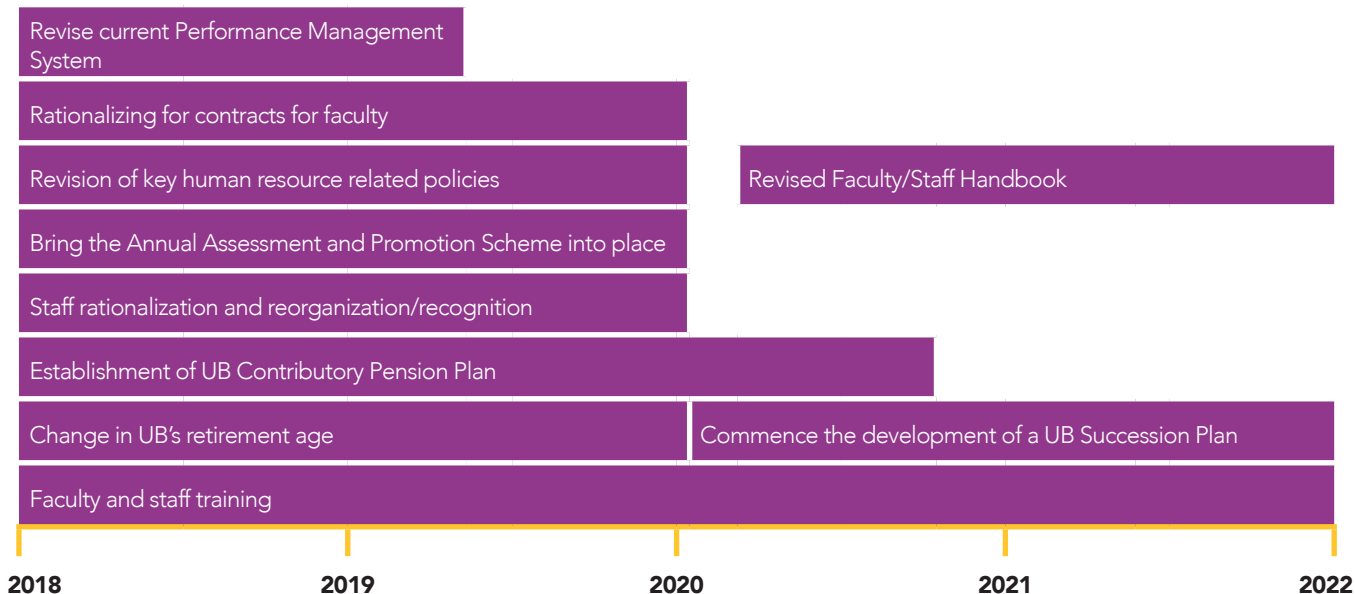 Revise current Performance Management
System
Rationalizing for contracts for faculty
Revision of key human resource related policies
Revised Faculty/Staff Handbook
Bring the Annual Assessment and Promotion Scheme into place
Staff rationalization and reorganization/recognition
Establishment of UB Contributory Pension Plan
Change in UB's retirement age
Commence the development of a UB Succession Plan
Faculty and staff training
2018
2019
2020
2021
2022